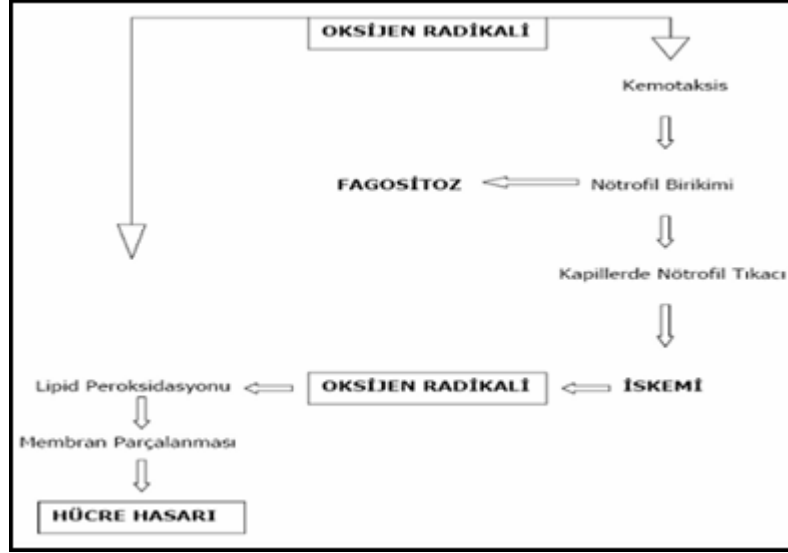 OKSİJEN RADİKALİ
Kemotaksis
FAGOSİTOZ
Nötrofil Birikimi
Kapillerde Nötrofil Tıkacı
Lipid Peroksidasyonu
OKSİJEN RADİKALİ
İSKEMİ
Membran Parçalanması
HÜCRE HASARI